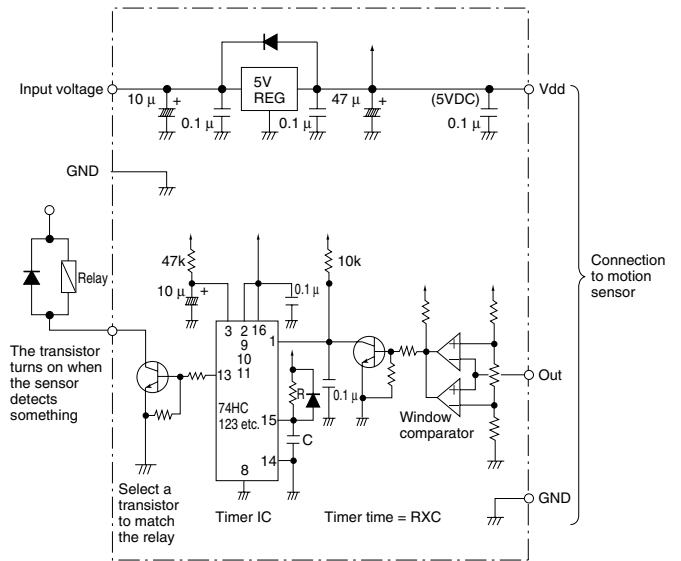 Input voltage
10 μ
+
0.1 μ
5V
REG
0.1 μ
47 μ
+
(5VDC)
0.1 μ
Vdd
GND
Relay
The transistor
turns on when
the sensor
detects
something
47k
10 μ
+
0.1 μ
10k
3 2 16
9
10
11
1
13
74HC
123 etc.
15
14
8
R
C
0.1 μ
Window
comparator
+
−
+
−
Out
GND
Connection
to motion
sensor
Select a
transistor
to match
the relay
Timer IC
Timer time = RXC